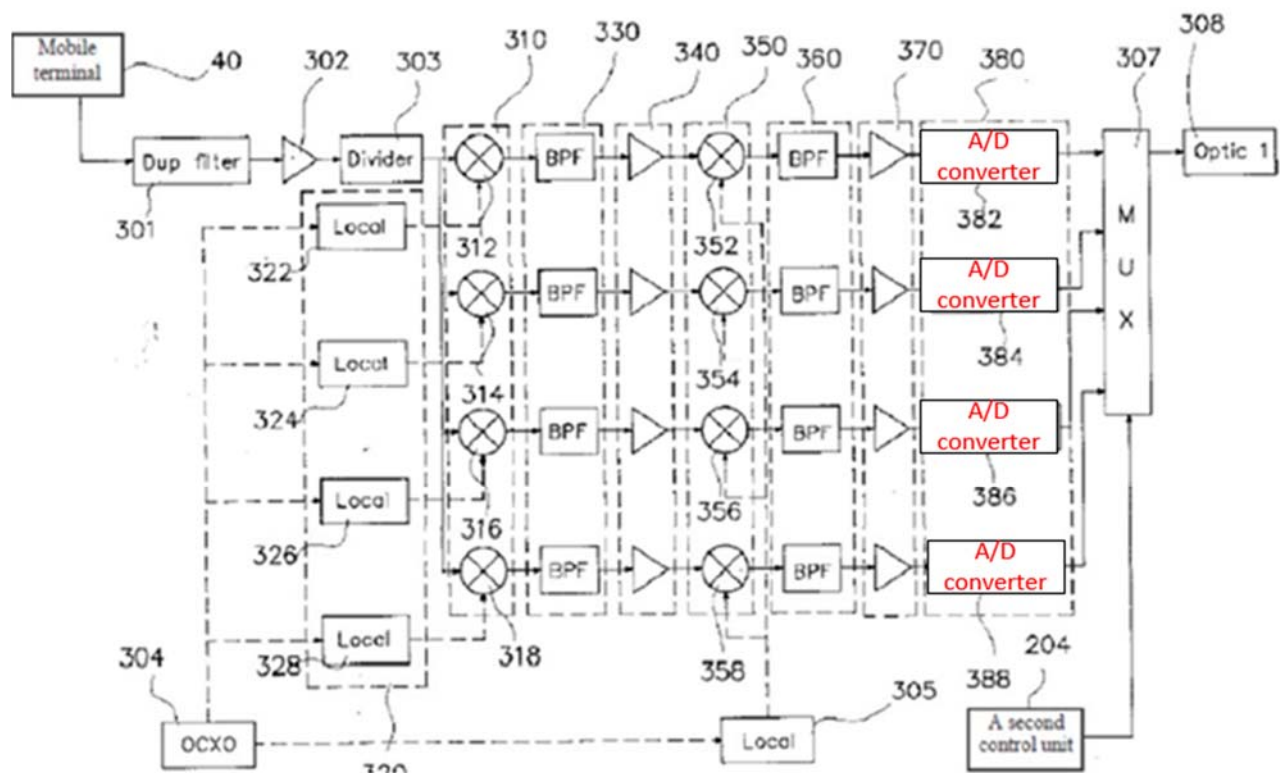 310
330
350
360
370
380
307
308
Mobile
terminal
40
302
303
340
Dup filter
Divider
BPF
BPF
A/D
converter
Optic 1
301
Local
322
312
352
382
M
U
X
BPF
BPF
A/D
converter
Local
324
314
354
384
BPF
BPF
A/D
converter
Local
326
316
356
386
BPF
BPF
A/D
converter
Local
328
318
358
388
204
304
305
OCXO
320
Local
A second
control unit